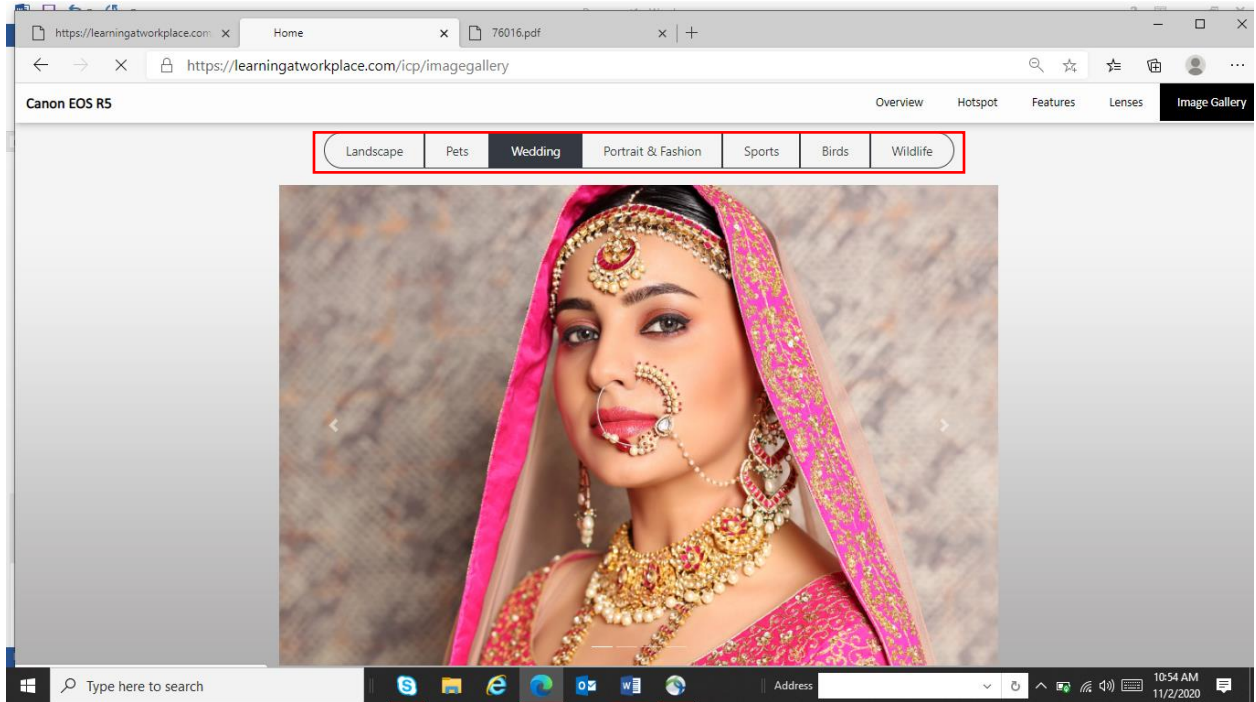 https://learningatworkplace.com
Home
76016.pdf
https://learningatworkplace.com/icp/imagegallery
Canon EOS R5
Overview
Hotspot
Features
Lenses
Image Gallery
Landscape
Pets
Wedding
Portrait & Fashion
Sports
Birds
Wildlife
Type here to search
Address
10:54 AM
11/2/2020